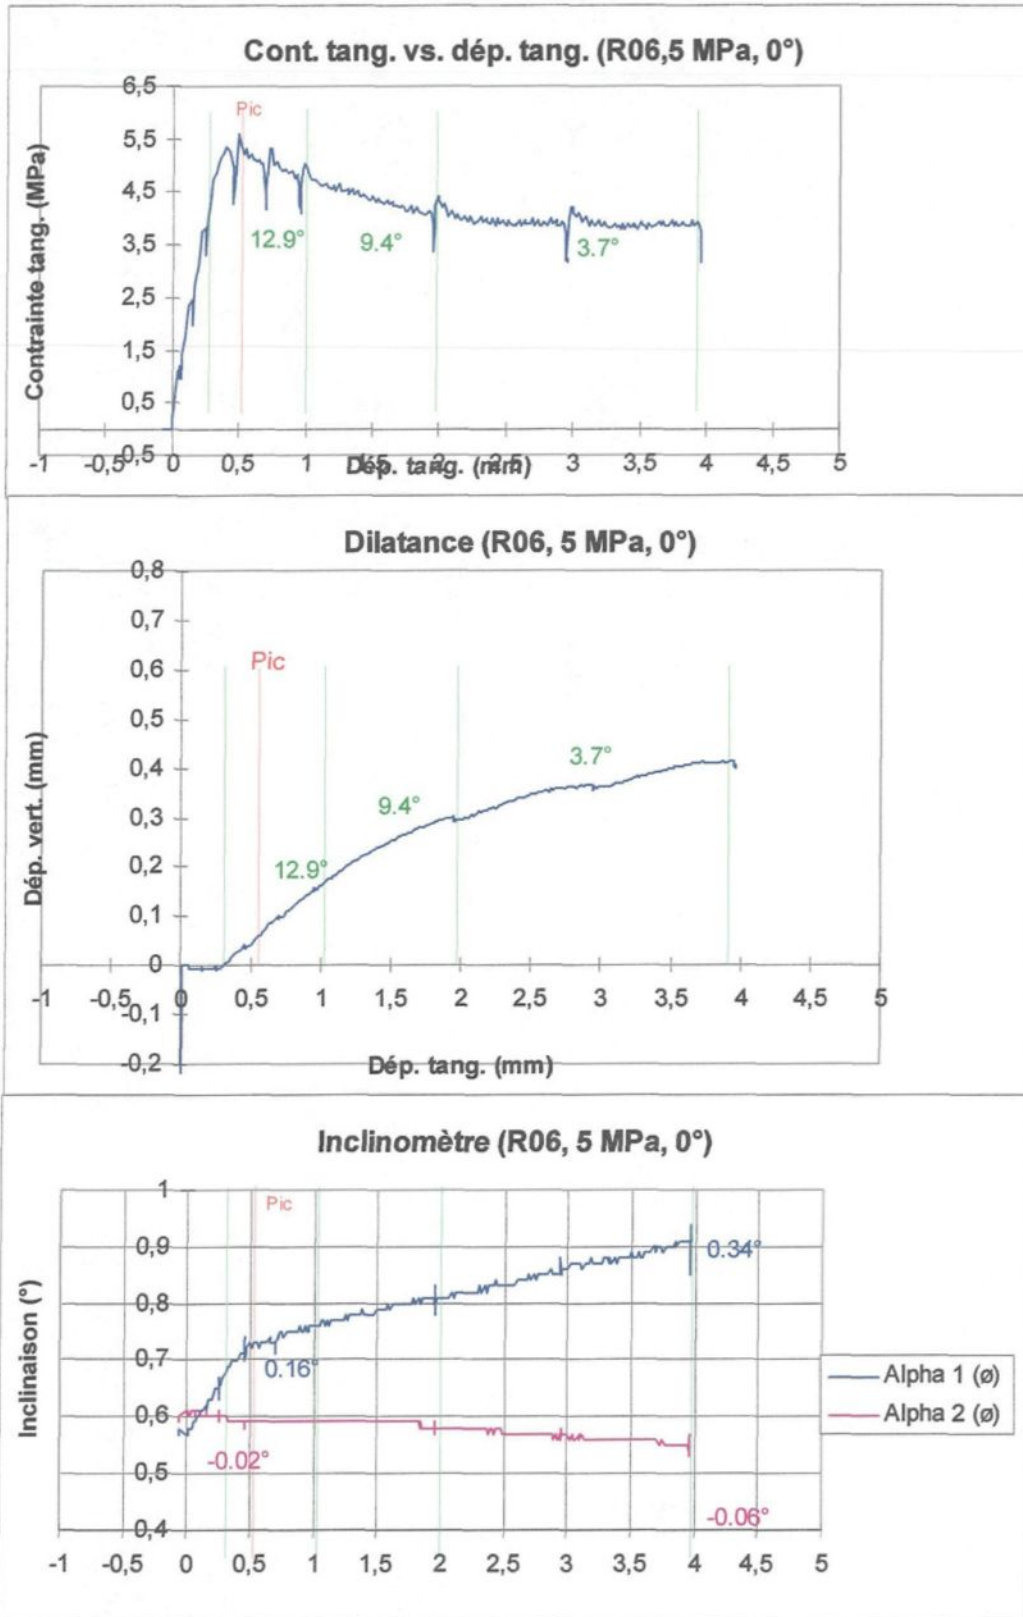 Cont. tang. vs. dép. tang. (R06,5 MPa, 0°)
6,5
Pic
5,5
4,5
12.9° 9.4° 3.7°
3,5
2,5
1,5
0,5
0,5
Contrainte tang. (MPa)
-1 -0,5 0 0,5 1 1,5 2 2,5 3 3,5 4 4,5 5
Dép. tang. (mm)
Dilatance (R06, 5 MPa, 0°)
0,8
0,7
Pic
0,6
0,5
3.7°
0,4
9.4°
0,3
12.9°
0,2
0,1
0
-0,1
-0,2
Dép. vert. (mm)
-1 -0,5 0 0,5 1 1,5 2 2,5 3 3,5 4 4,5 5
Dép. tang. (mm)
Inclinomètre (R06, 5 MPa, 0°)
1
Pic
0,9
0.34°
0,8
0,7
0.16°
0,6
-0.02°
0,5
-0.06°
0,4
Inclinaison (°)
-1 -0,5 0 0,5 1 1,5 2 2,5 3 3,5 4 4,5 5
Alpha 1 (ø)
Alpha 2 (ø)